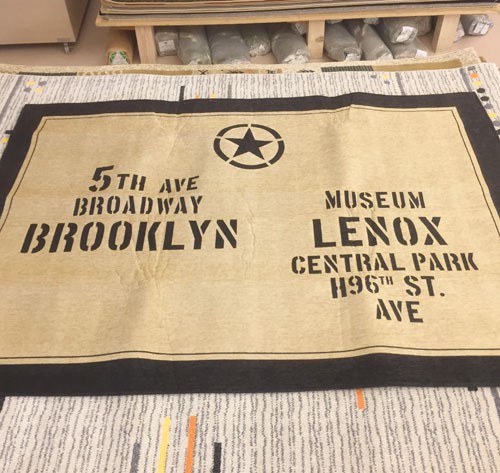 5TH AVE
BROADWAY
BROOKLYN
MUSEUM
LENOX
CENTRAL PARK
H96TH ST.
AVE